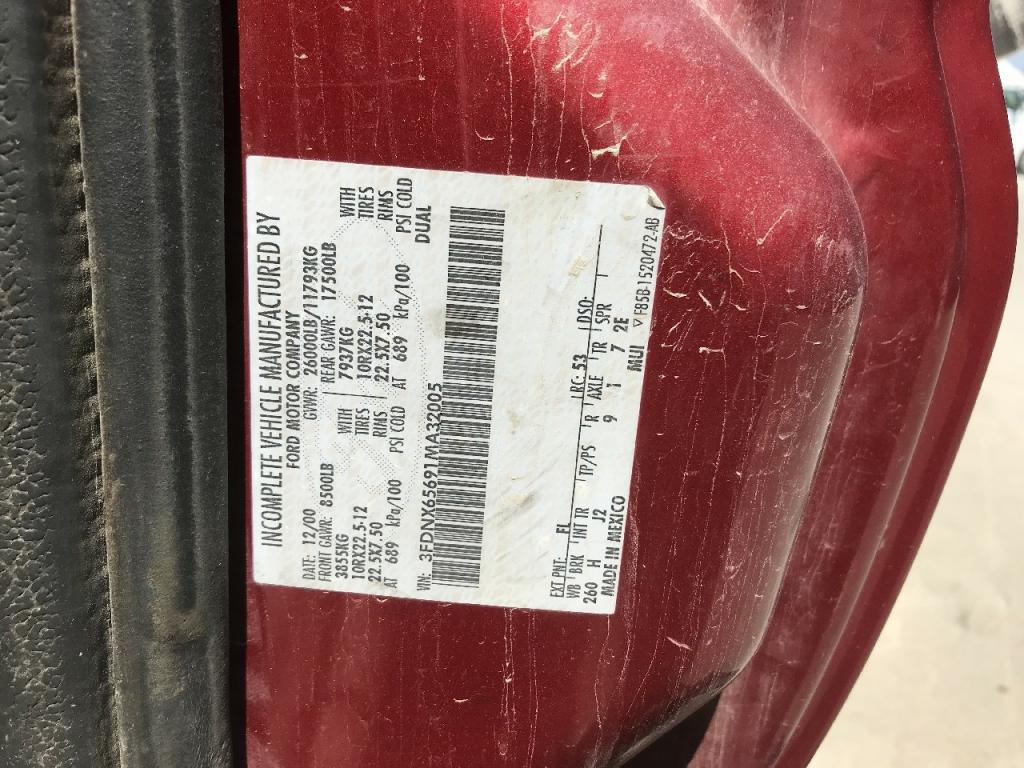 INCOMPLETE VEHICLE MANUFACTURED BY
FORD MOTOR COMPANY
DATE: 12/00 GVWR: 26000LB/11793KG
FRONT GAWR: 8500LB REAR GAWR: 17500LB
3855KG WITH 7937KG WITH
10RX22.5-12 TIRES 10RX22.5-12 TIRES
22.5X7.50 RIMS 22.5X7.50 RIMS
AT 689 kPa/100 PSI COLD AT 689 kPa/100 PSI COLD
DUAL
VIN: 3FDNX65691MA32005
EXT PNT: FL RC: 53 DSO:
WB BRK INT TR TP/PS R AXLE TR SPR
260 H J2 9 1 7 2E
MADE IN MEXICO MUI
F85B-1520472-AB